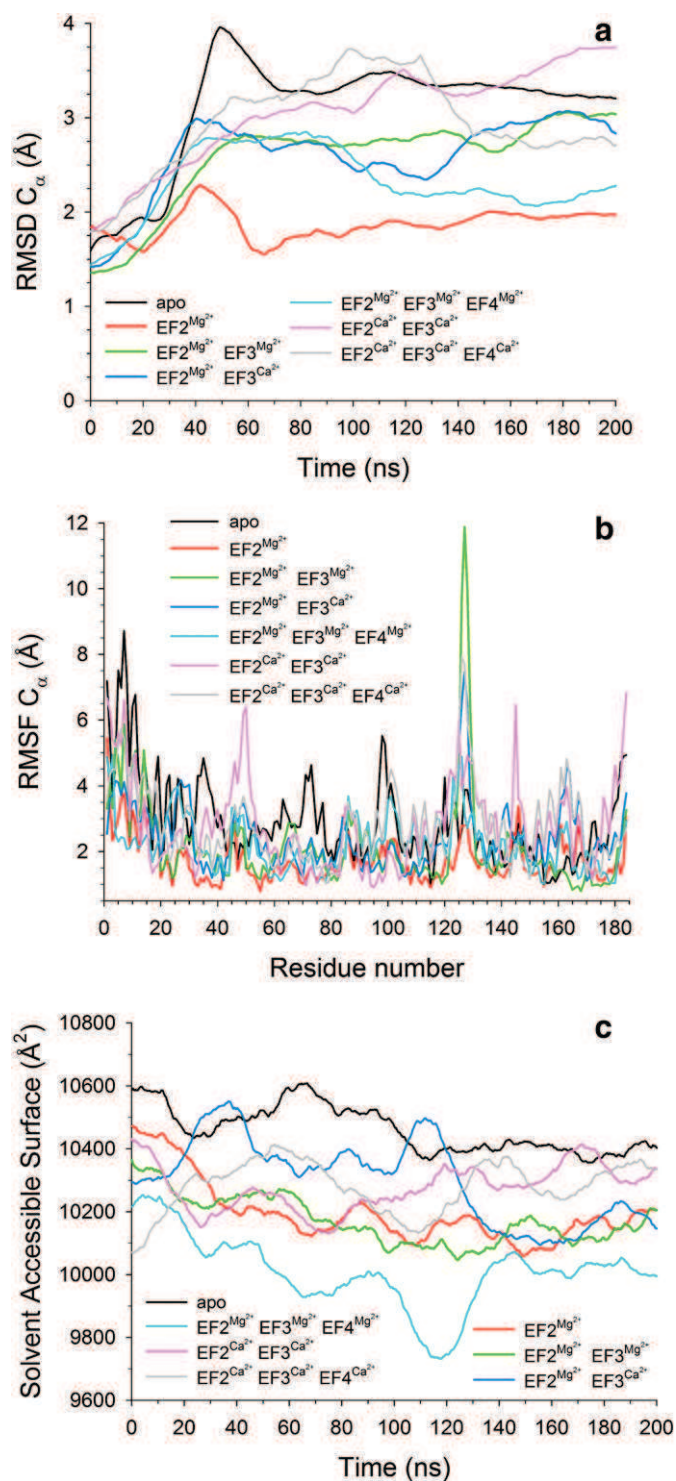 a
4
3
2
1
0
RMSD Cα (Å)
apo
EF2Mg²⁺
EF2Mg²⁺ EF3Mg²⁺
EF2Mg²⁺ EF3Ca²⁺
EF2Mg²⁺ EF3Mg²⁺ EF4Mg²⁺
EF2Ca²⁺ EF3Ca²⁺
EF2Ca²⁺ EF3Ca²⁺ EF4Ca²⁺
0 20 40 60 80 100 120 140 160 180 200
Time (ns)
b
12
10
8
6
4
2
RMSF Cα (Å)
apo
EF2Mg²⁺
EF2Mg²⁺ EF3Mg²⁺
EF2Mg²⁺ EF3Ca²⁺
EF2Mg²⁺ EF3Mg²⁺ EF4Mg²⁺
EF2Ca²⁺ EF3Ca²⁺
EF2Ca²⁺ EF3Ca²⁺ EF4Ca²⁺
0 20 40 60 80 100 120 140 160 180
Residue number
c
10800
10600
10400
10200
10000
9800
9600
Solvent Accessible Surface (Å²)
apo
EF2Mg²⁺ EF3Mg²⁺ EF4Mg²⁺
EF2Ca²⁺ EF3Ca²⁺
EF2Ca²⁺ EF3Ca²⁺ EF4Ca²⁺
EF2Mg²⁺
EF2Mg²⁺ EF3Mg²⁺
EF2Mg²⁺ EF3Ca²⁺
0 20 40 60 80 100 120 140 160 180 200
Time (ns)